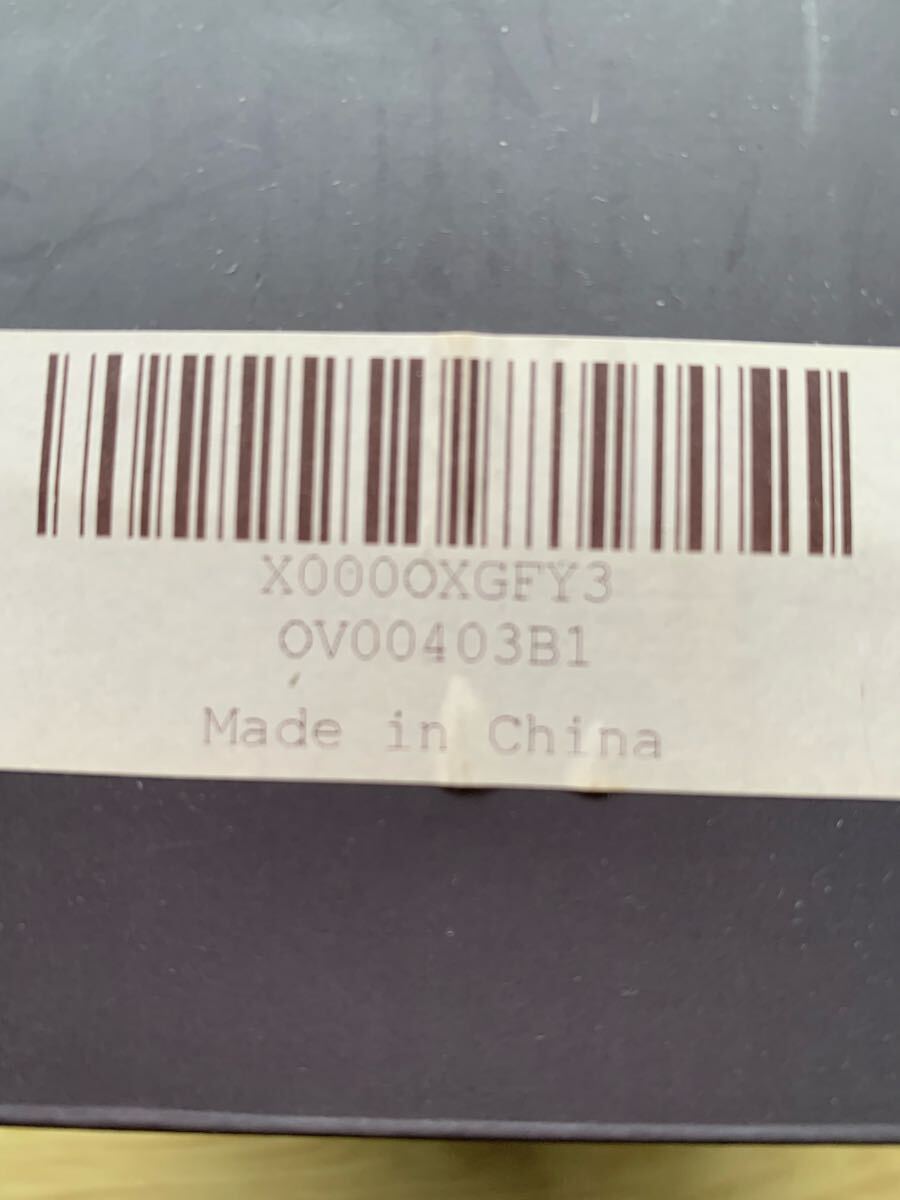 X000OXGFY3
OV00403B1
Made in China